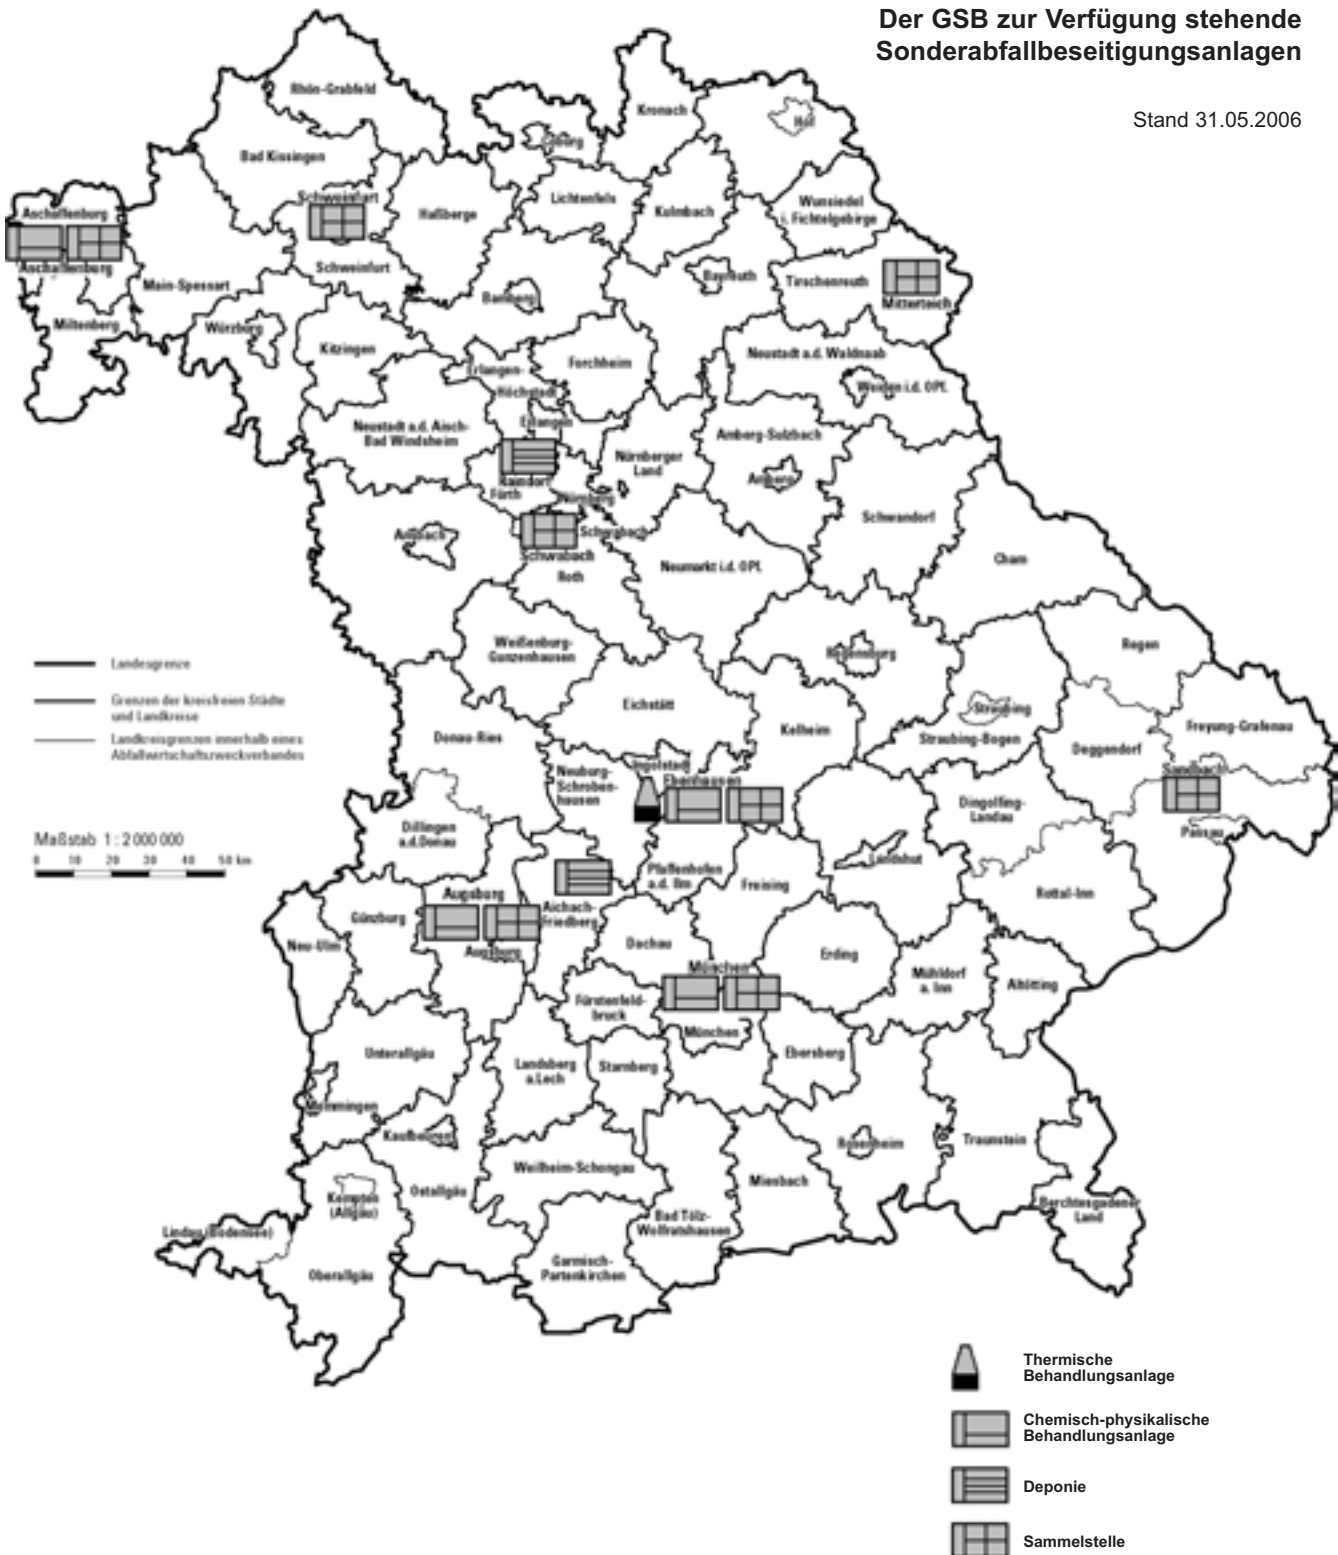 Der GSB zur Verfügung stehende
Sonderabfallbeseitigungsanlagen
Stand 31.05.2006
Rhön-Grabfeld
Kronach
Hof
Coburg
Bad Kissingen
Lichtenfels
Kulmbach
Wunsiedel
i. Fichtelgebirge
Schweinfurt
Haßberge
Aschaffenburg
Aschaffenburg
Schweinfurt
Main-Spessart
Bayreuth
Tirschenreuth
Mitterteich
Bamberg
Miltenberg
Würzburg
Kitzingen
Erlangen-
Höchstadt
Forchheim
Neustadt a.d. Waldnaab
Weiden i.d. OPf.
Erlangen
Neustadt a.d. Aisch-
Bad Windsheim
Nürnberger
Land
Amberg-Sulzbach
Amberg
Raindorf
Fürth
Nürnberg
Schwandorf
Ansbach
Schwabach
Schwabach
Roth
Neumarkt i.d. OPf.
Cham
Weißenburg-
Gunzenhausen
Regensburg
Regen
Landesgrenze
Grenzen der kreisfreien Städte
und Landkreise
Landkreisgrenzen innerhalb eines
Abfallwirtschaftszweckverbandes
Eichstätt
Kelheim
Straubing
Straubing-Bogen
Freyung-Grafenau
Deggendorf
Donau-Ries
Neuburg-
Schroben-
hausen
Ingolstadt
Ebenhausen
Sandbach
Dingolfing-
Landau
Passau
Maßstab 1 : 2 000 000
0 10 20 30 40 50 km
Dillingen
a.d.Donau
Landshut
Pfaffenhofen
a.d. Ilm
Freising
Rottal-Inn
Augsburg
Günzburg
Aichach-
Friedberg
Neu-Ulm
Augsburg
Dachau
Erding
Mühldorf
a. Inn
Altötting
München
Fürstenfeld-
bruck
München
Ebersberg
Unterallgäu
Landsberg
a.Lech
Starnberg
Memmingen
Kaufbeuren
Rosenheim
Traunstein
Weilheim-Schongau
Miesbach
Ostallgäu
Kempten
(Allgäu)
Berchtesgadener
Land
Bad Tölz-
Wolfratshausen
Lindau (Bodensee)
Oberallgäu
Garmisch-
Partenkirchen
Thermische
Behandlungsanlage
Chemisch-physikalische
Behandlungsanlage
Deponie
Sammelstelle